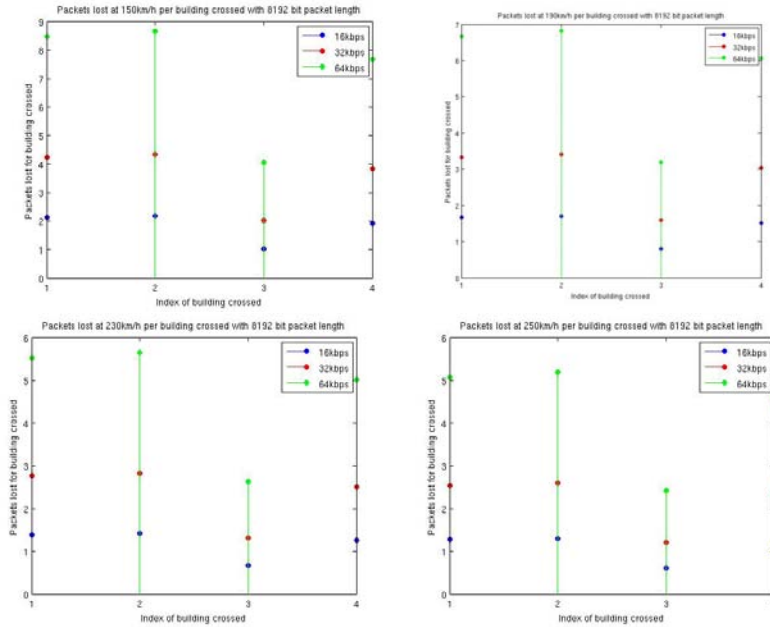 Packets lost at 150km/h per building crossed with 8192 bit packet length
Packets lost for building crossed
9
8
7
6
5
4
3
2
1
0
16kbps
32kbps
64kbps
1 2 3 4
Index of building crossed
Packets lost at 190km/h per building crossed with 8192 bit packet length
Packets lost for building crossed
7
6
5
4
3
2
1
0
16kbps
32kbps
64kbps
1 2 3 4
Index of building crossed
Packets lost at 230km/h per building crossed with 8192 bit packet length
Packets lost for building crossed
6
5
4
3
2
1
0
16kbps
32kbps
64kbps
1 2 3 4
Index of building crossed
Packets lost at 250km/h per building crossed with 8192 bit packet length
Packets lost for building crossed
6
5
4
3
2
1
0
16kbps
32kbps
64kbps
1 2 3
Index of building crossed